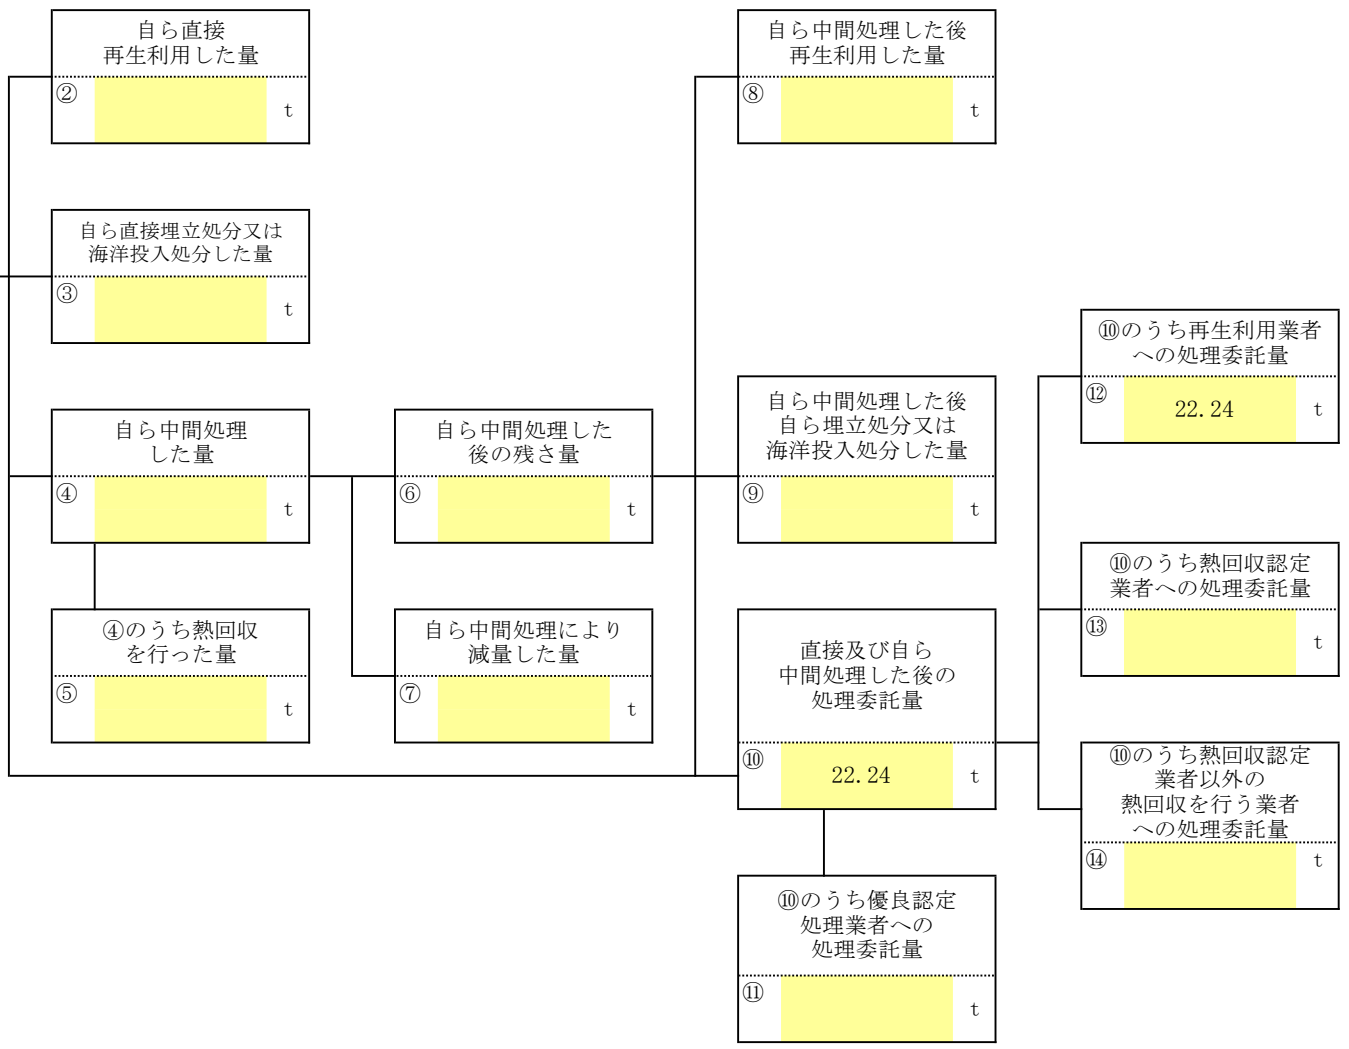 自ら直接
再生利用した量
②
t
自ら中間処理した後
再生利用した量
⑧
t
自ら直接埋立処分又は
海洋投入処分した量
③
t
⑩のうち再生利用業者
への処理委託量
⑫
22.24
t
自ら中間処理
した量
④
t
自ら中間処理した
後の残さ量
⑥
t
自ら中間処理した後
自ら埋立処分又は
海洋投入処分した量
⑨
t
⑩のうち熱回収認定
業者への処理委託量
⑬
t
④のうち熱回収
を行った量
⑤
t
自ら中間処理により
減量した量
⑦
t
直接及び自ら
中間処理した後の
処理委託量
⑩
22.24
t
⑩のうち熱回収認定
業者以外の
熱回収を行う業者
への処理委託量
⑭
t
⑩のうち優良認定
処理業者への
処理委託量
⑪
t